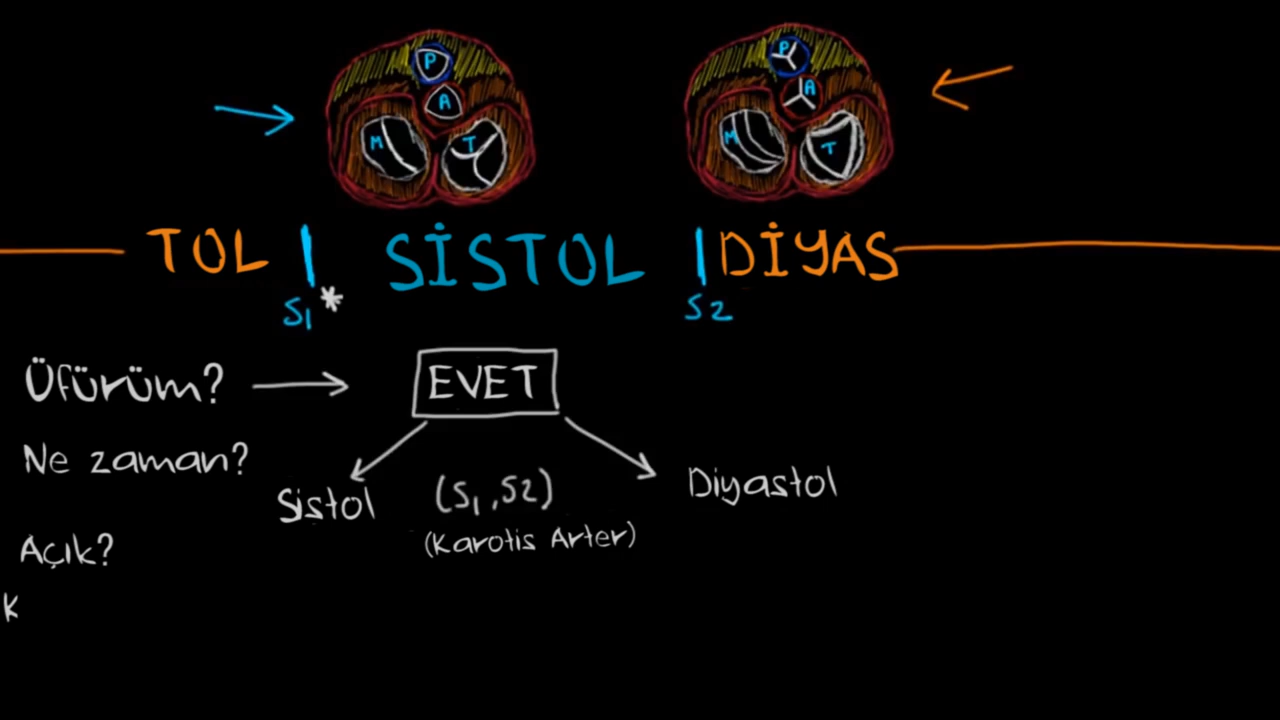 P
A
M T
P
A
M T
TOL | SİSTOL | DİYAS
S1 * S2
Üfürüm? EVET
Ne zaman?
Sistol (S1, S2) Diyastol
(Karotis Arter)
Açık?
K